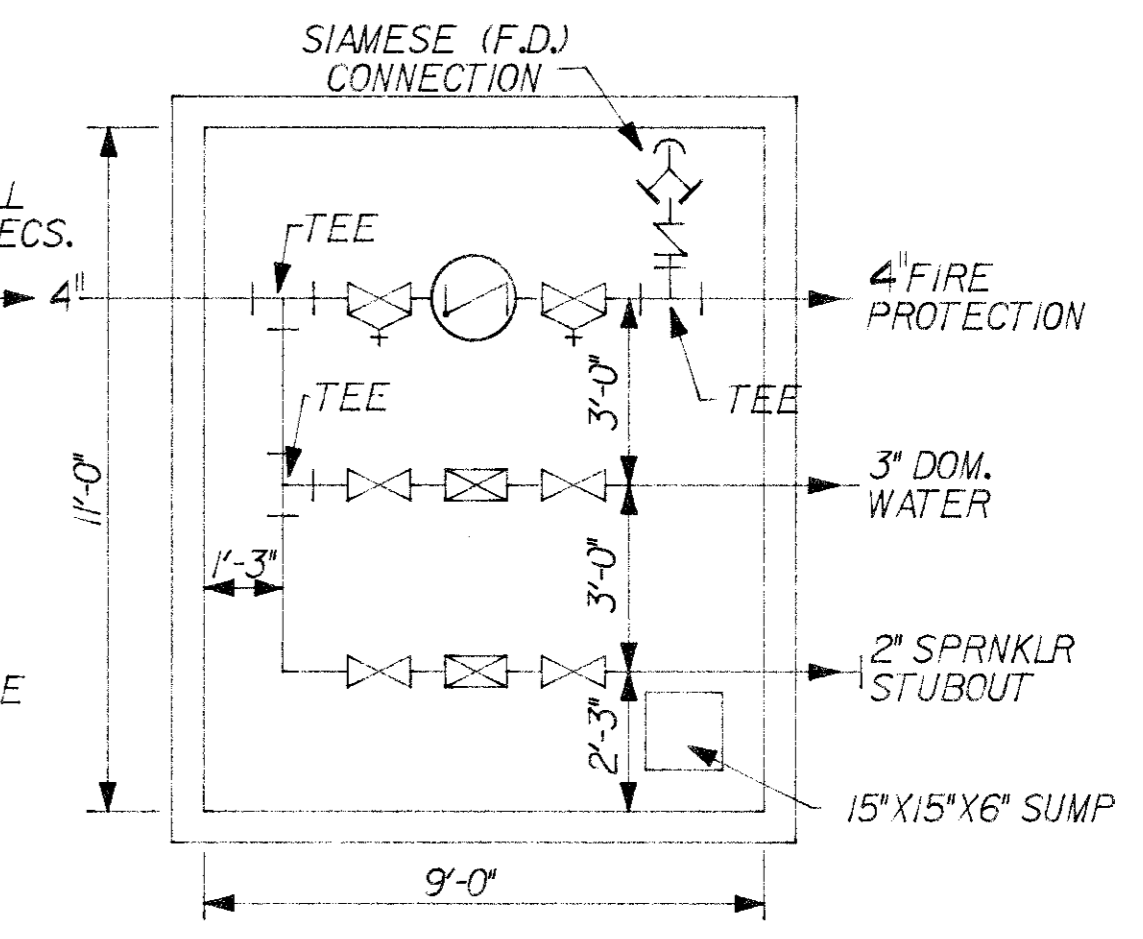 SIAMESE (F.D.)
CONNECTION
ECS.
TEE
4"
4" FIRE
PROTECTION
TEE
3'-0"
TEE
11'-0"
3" DOM.
WATER
1'-3"
3'-0"
2" SPRNKLR
STUBOUT
E
2'-3"
15"X15"X6" SUMP
9'-0"